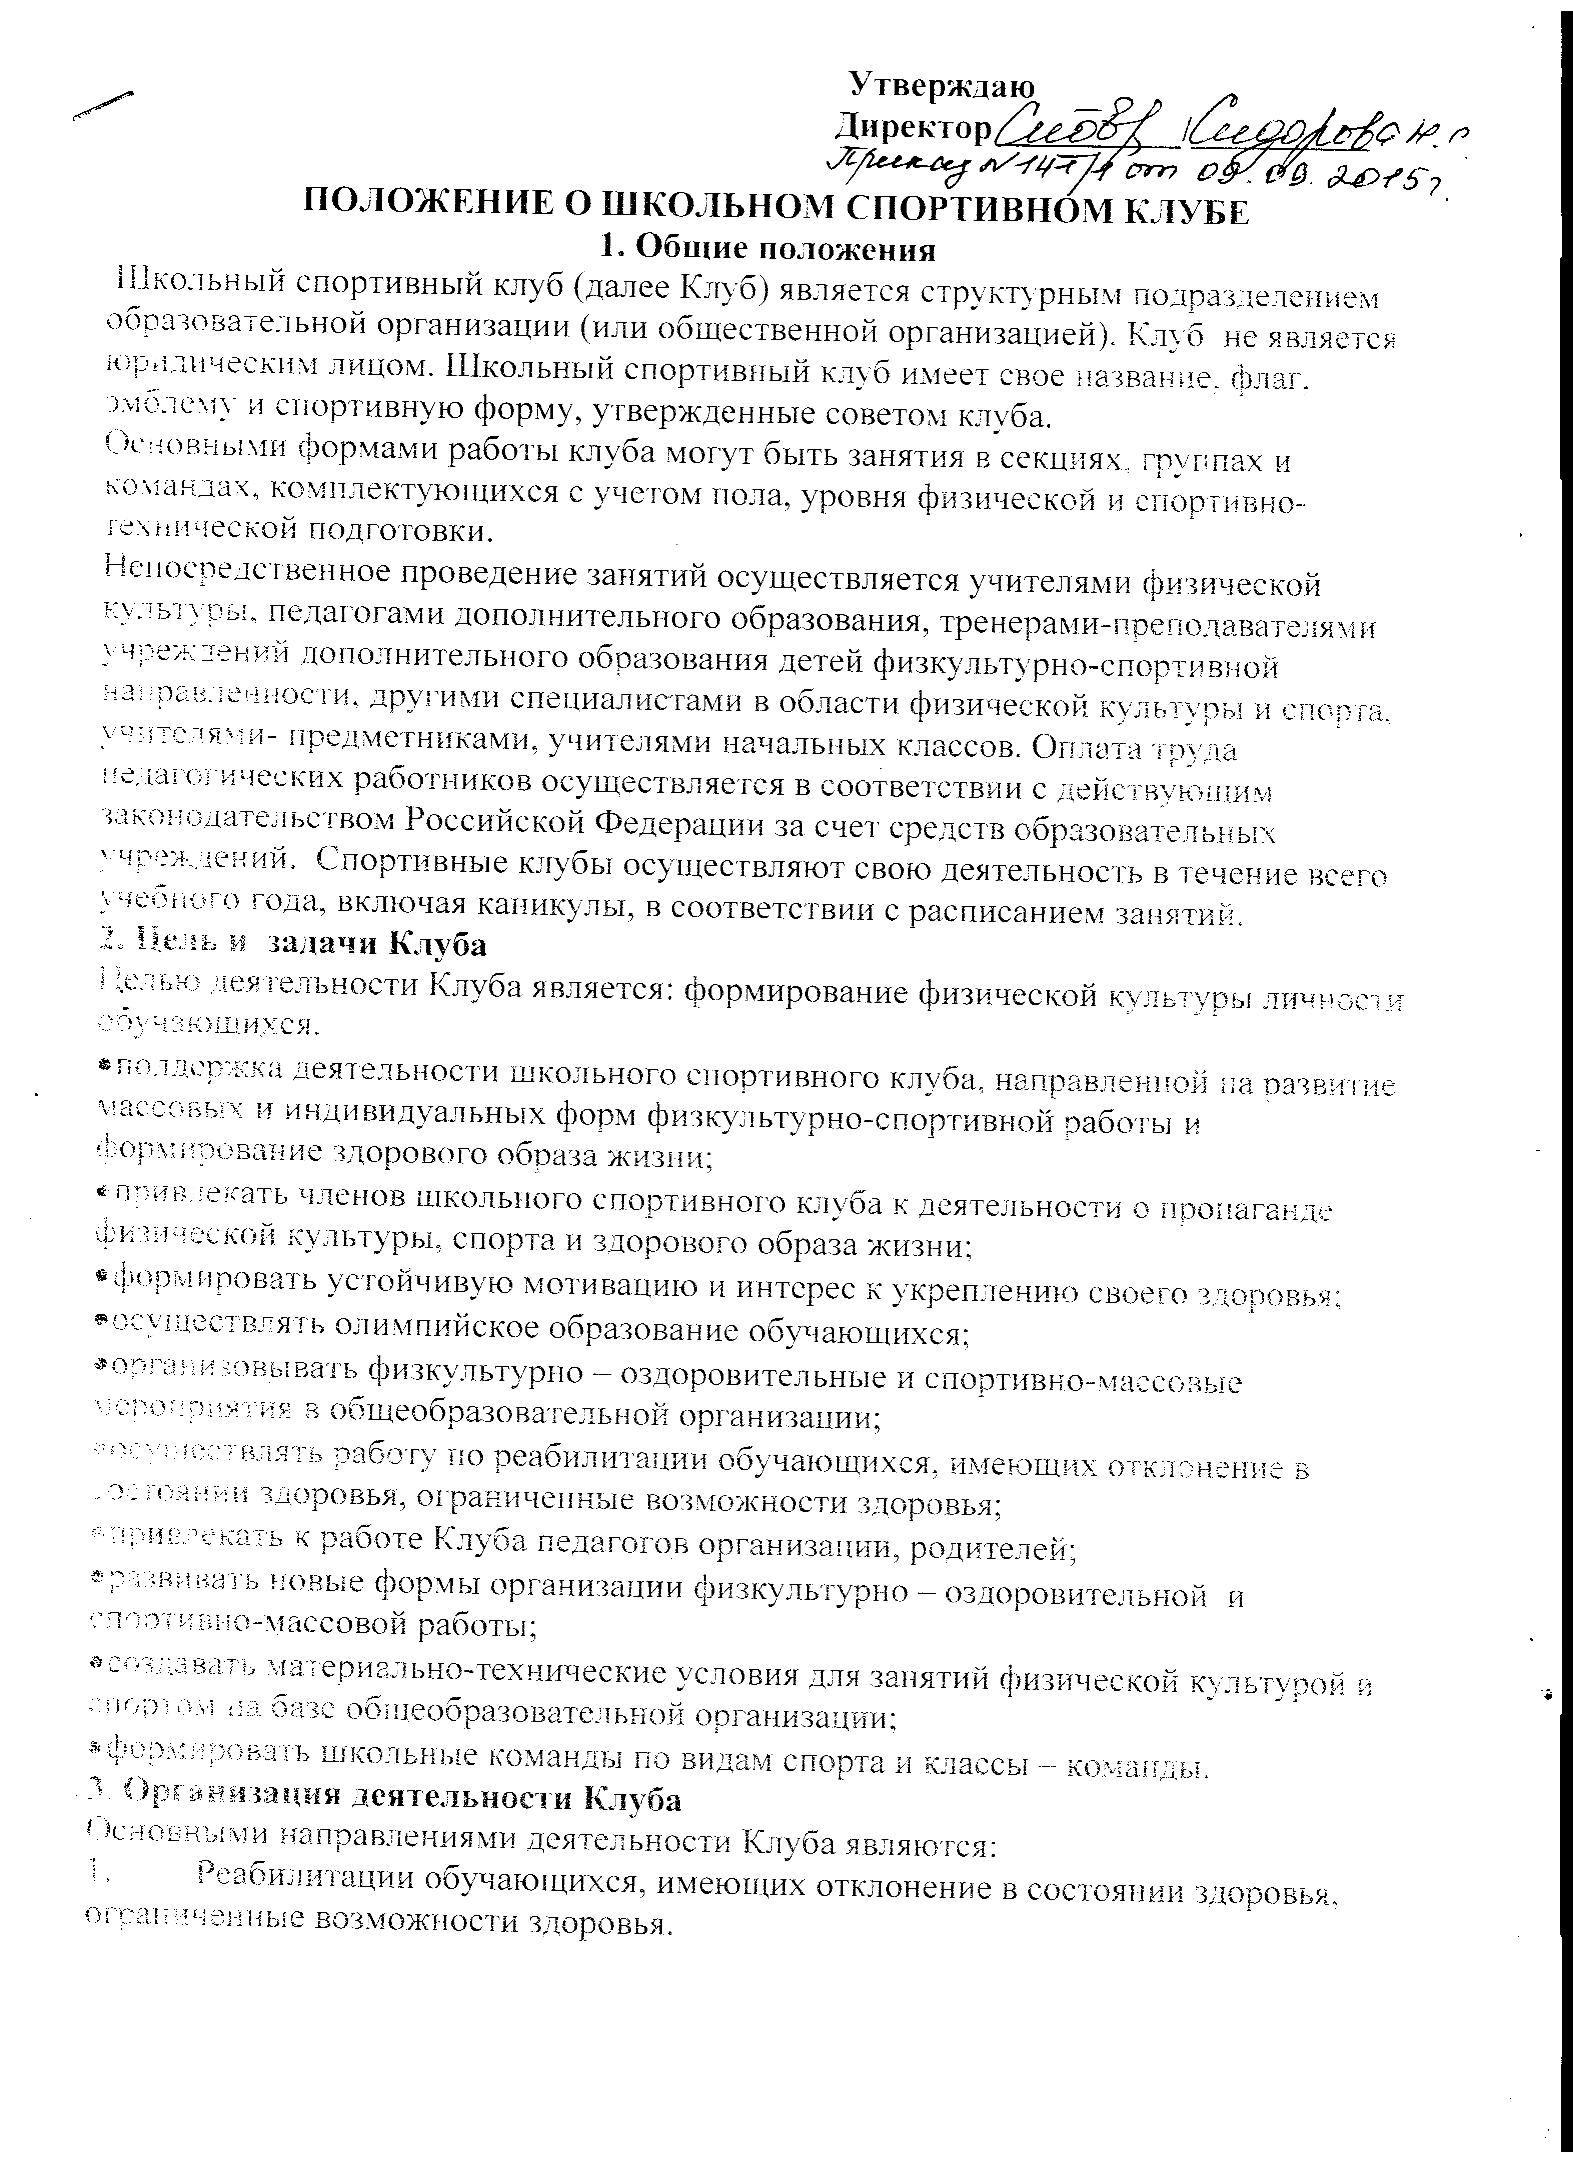 Утверждаю
Директор Сидорова Н.
Приказ N от 09.09.2015г.
ПОЛОЖЕНИЕ О ШКОЛЬНОМ СПОРТИВНОМ КЛУБЕ
1. Общие положения
Школьный спортивный клуб (далее Клуб) является структурным подразделением
образовательной организации (или общественной организацией). Клуб не является
юридическим лицом. Школьный спортивный клуб имеет свое название, флаг,
эмблему и спортивную форму, утвержденные советом клуба.
Основными формами работы клуба могут быть занятия в секциях, группах и
командах, комплектующихся с учетом пола, уровня физической и спортивно-
технической подготовки.
Непосредственное проведение занятий осуществляется учителями физической
культуры, педагогами дополнительного образования, тренерами-преподавателями
учреждений дополнительного образования детей физкультурно-спортивной
направленности, другими специалистами в области физической культуры и спорта,
учителями- предметниками, учителями начальных классов. Оплата труда
педагогических работников осуществляется в соответствии с действующим
законодательством Российской Федерации за счет средств образовательных
учреждений. Спортивные клубы осуществляют свою деятельность в течение всего
учебного года, включая каникулы, в соответствии с расписанием занятий.
2. Цель и задачи Клуба
Целью деятельности Клуба является: формирование физической культуры личности
обучающихся.
•поддержка деятельности школьного спортивного клуба, направленной на развитие
массовых и индивидуальных форм физкультурно-спортивной работы и
формирование здорового образа жизни;
•привлекать членов школьного спортивного клуба к деятельности о пропаганде
физической культуры, спорта и здорового образа жизни;
•формировать устойчивую мотивацию и интерес к укреплению своего здоровья;
•осуществлять олимпийское образование обучающихся;
•организовывать физкультурно – оздоровительные и спортивно-массовые
мероприятия в общеобразовательной организации;
•осуществлять работу по реабилитации обучающихся, имеющих отклонение в
состоянии здоровья, ограниченные возможности здоровья;
•привлекать к работе Клуба педагогов организации, родителей;
•развивать новые формы организации физкультурно – оздоровительной и
спортивно-массовой работы;
•создавать материально-технические условия для занятий физической культурой и
спортом на базе общеобразовательной организации;
•формировать школьные команды по видам спорта и классы – команды.
3. Организация деятельности Клуба
Основными направлениями деятельности Клуба являются:
1. Реабилитации обучающихся, имеющих отклонение в состоянии здоровья,
ограниченные возможности здоровья.